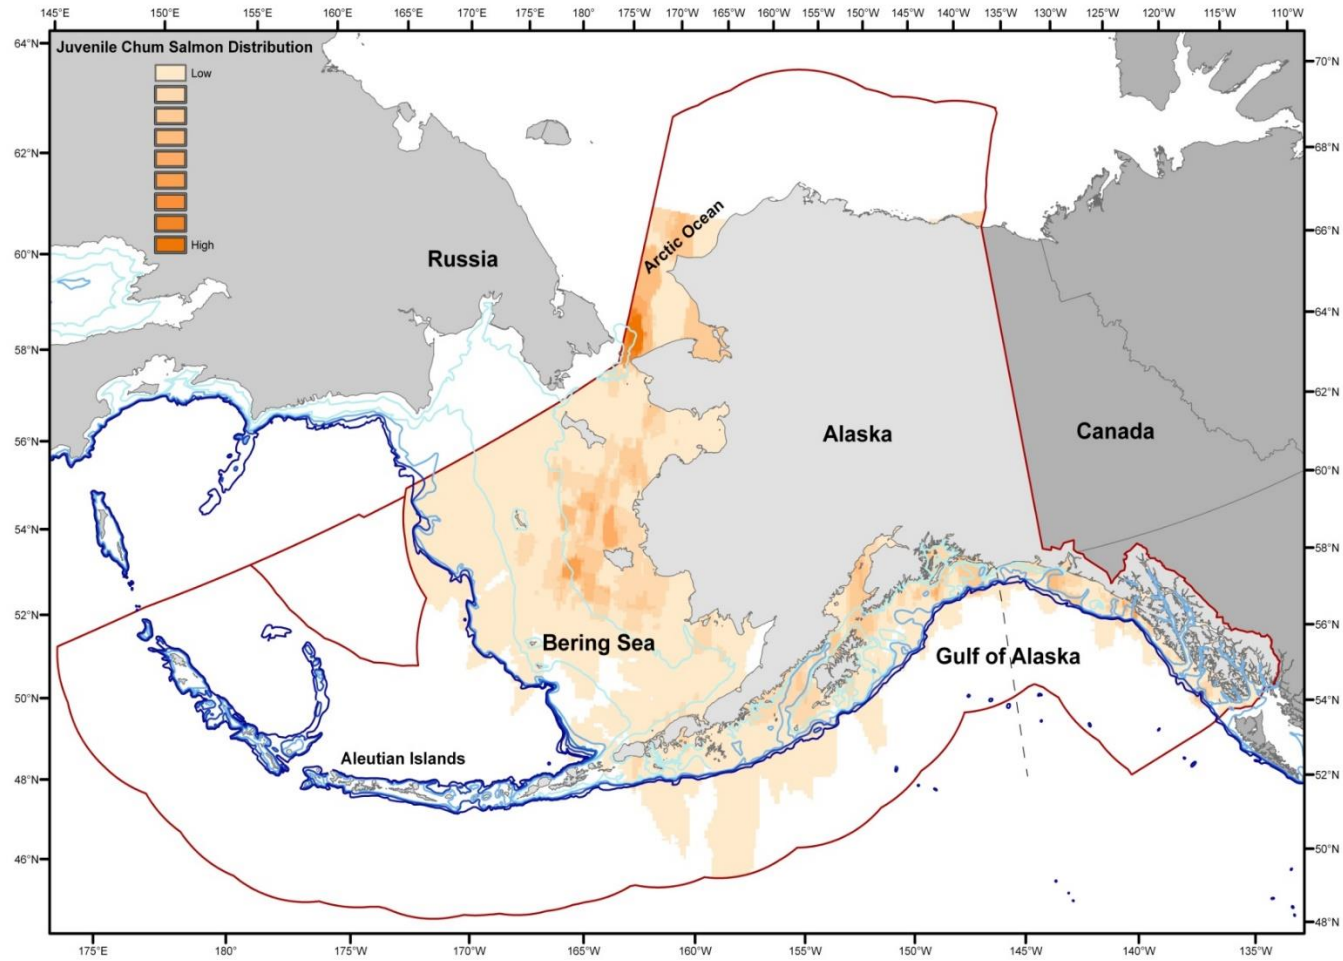 145°E 150°E 155°E 160°E 165°E 170°E 175°E 180° 175°W 170°W 165°W 160°W 155°W 150°W 145°W 140°W 135°W 130°W 125°W 120°W 115°W 110°W
Juvenile Chum Salmon Distribution
Low
High
64°N
62°N
60°N
58°N
56°N
54°N
52°N
50°N
48°N
46°N
Russia
Arctic Ocean
Alaska
Canada
Bering Sea
Gulf of Alaska
Aleutian Islands
70°N
68°N
66°N
64°N
62°N
60°N
58°N
56°N
54°N
52°N
50°N
48°N
175°E 180° 175°W 170°W 165°W 160°W 155°W 150°W 145°W 140°W 135°W